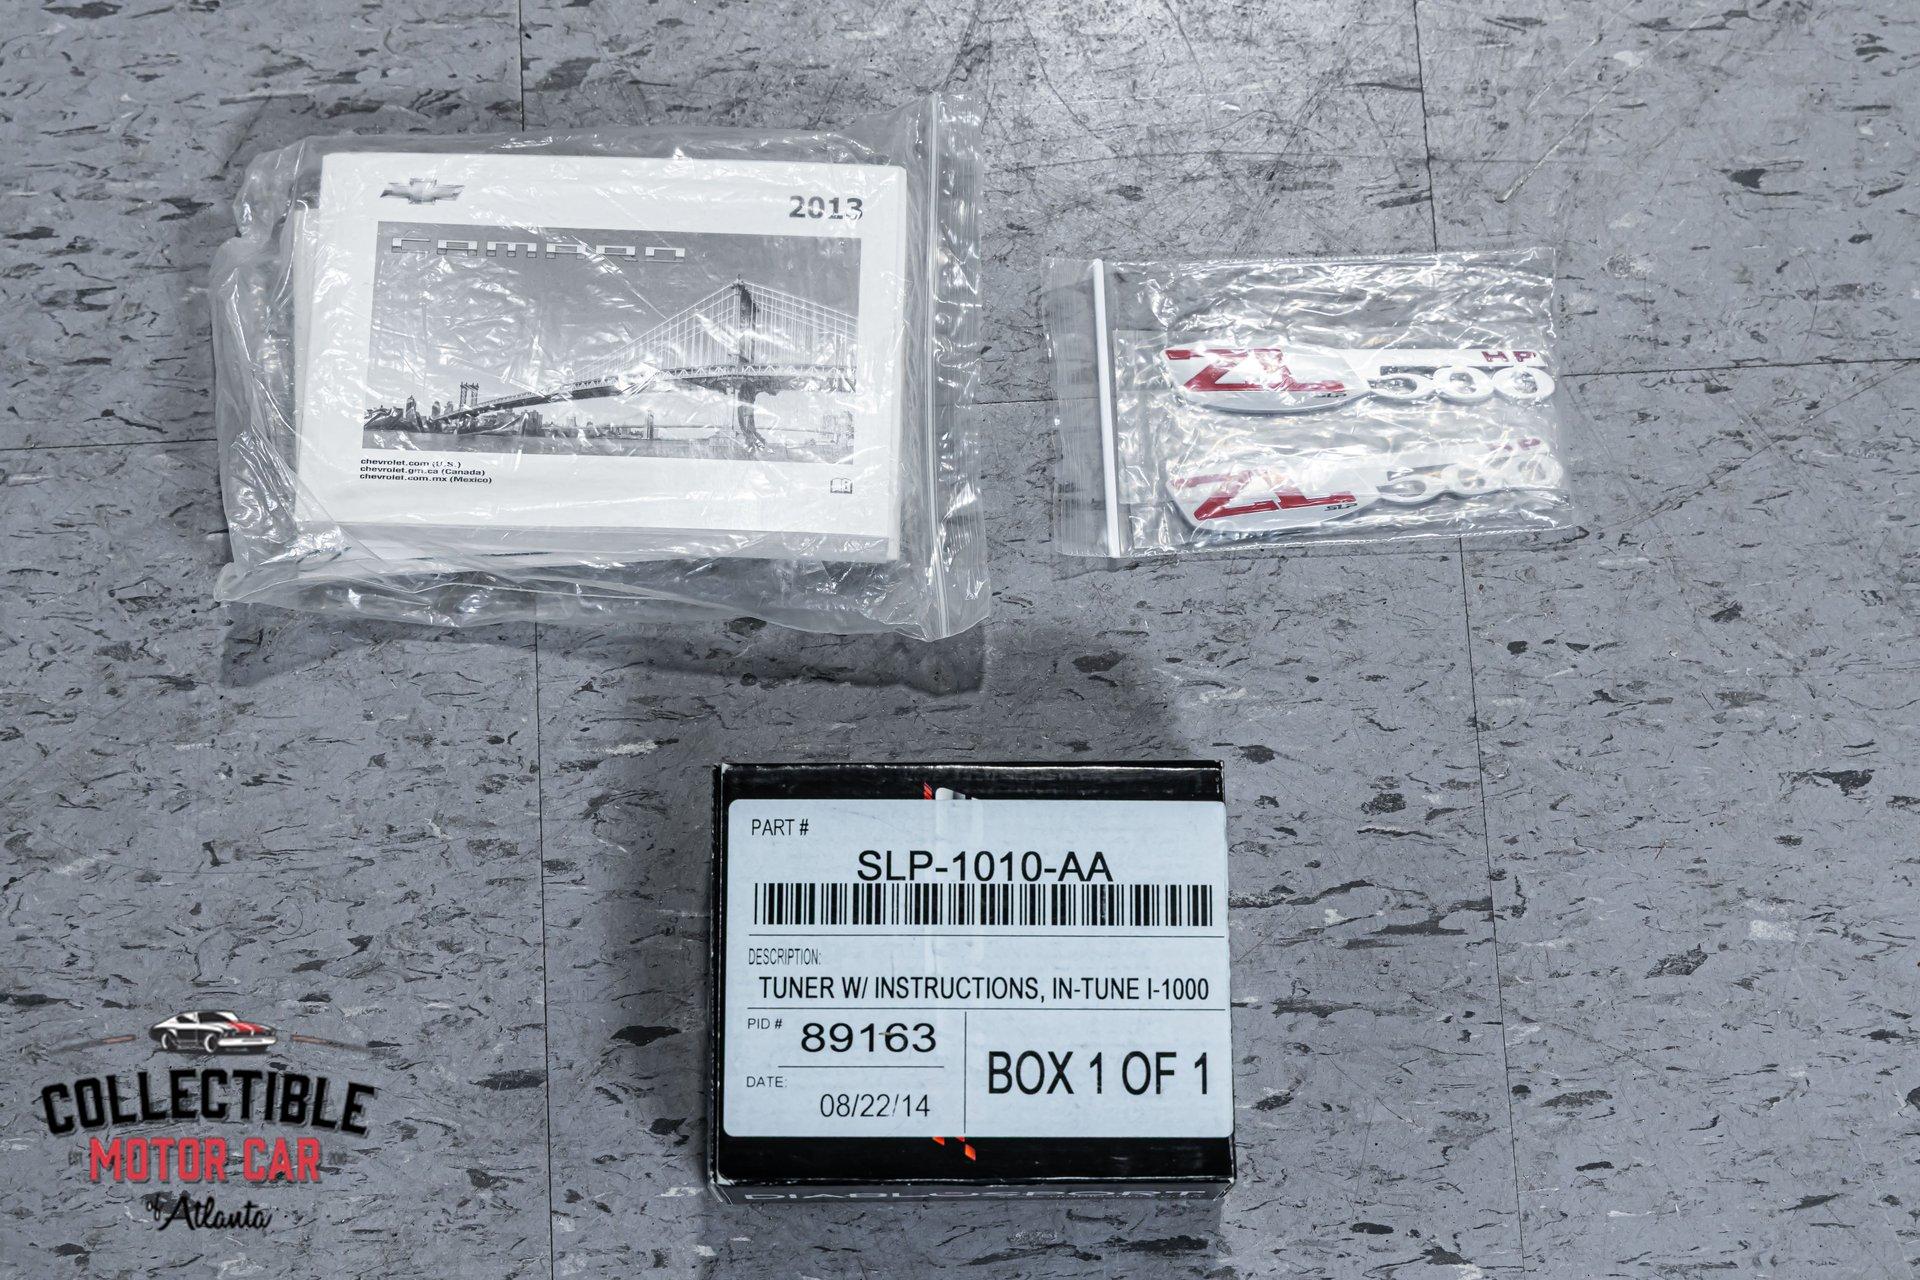 2013
CAMARO
chevrolet.com (U.S.)
chevrolet.gm.ca (Canada)
chevrolet.com.mx (Mexico)
ZL HP
500
SLP
ZL HP
SLP
PART #
SLP-1010-AA
DESCRIPTION:
TUNER W/ INSTRUCTIONS, IN-TUNE I-1000
PID # 89163
BOX 1 OF 1
DATE: 08/22/14
DIABLOSPORT
COLLECTIBLE
EST
MOTOR CAR
of Atlanta